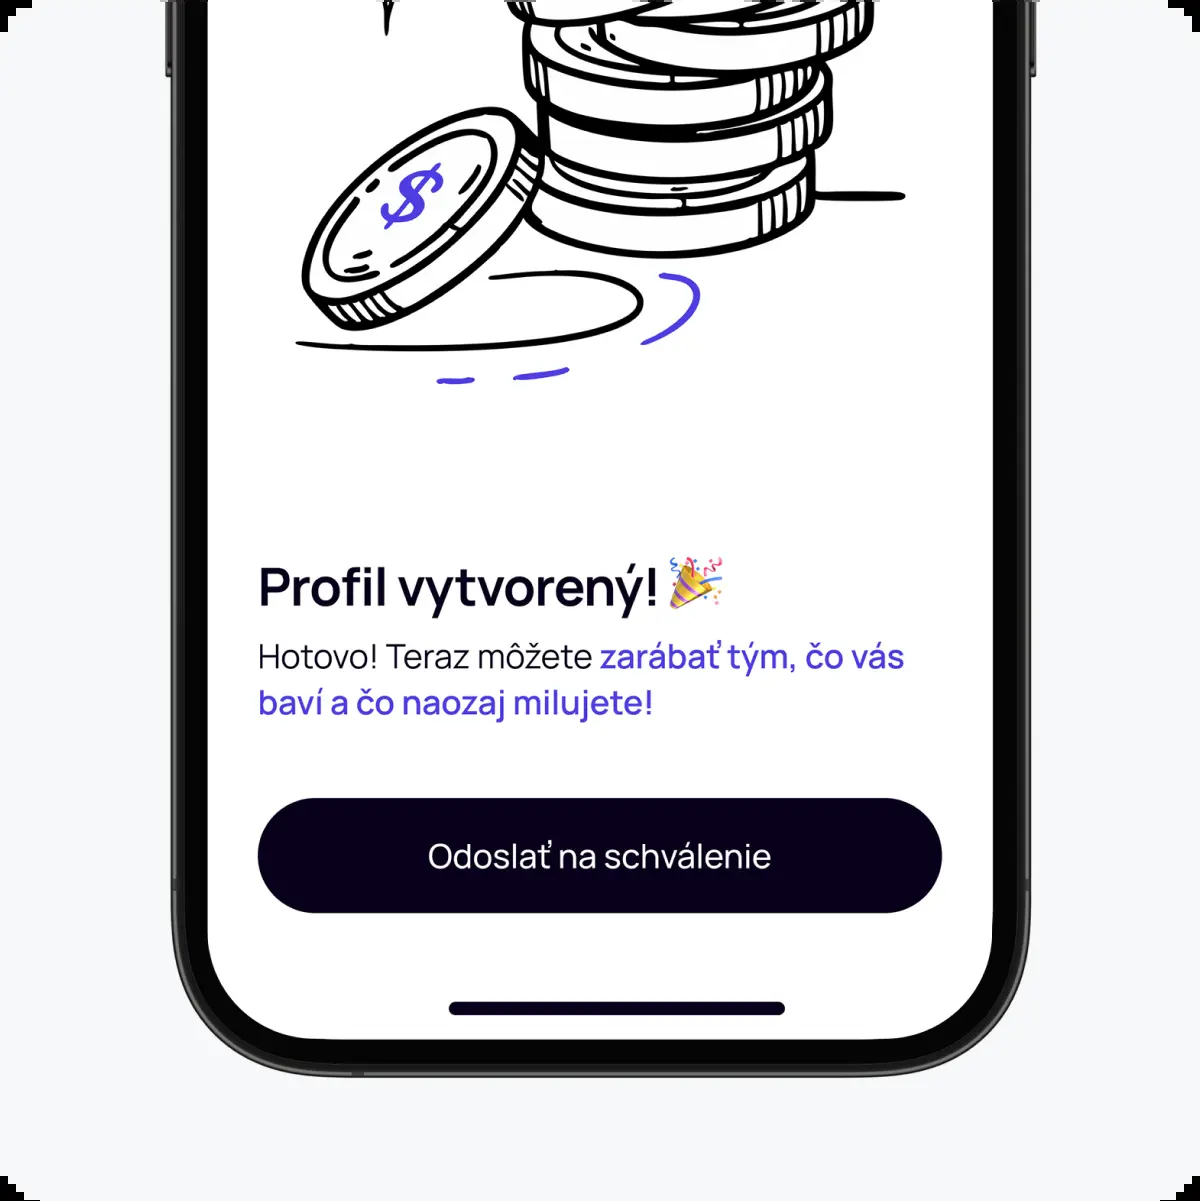 $
Profil vytvorený! 🎉
Hotovo! Teraz môžete zarábať tým, čo vás
baví a čo naozaj milujete!
Odoslať na schválenie